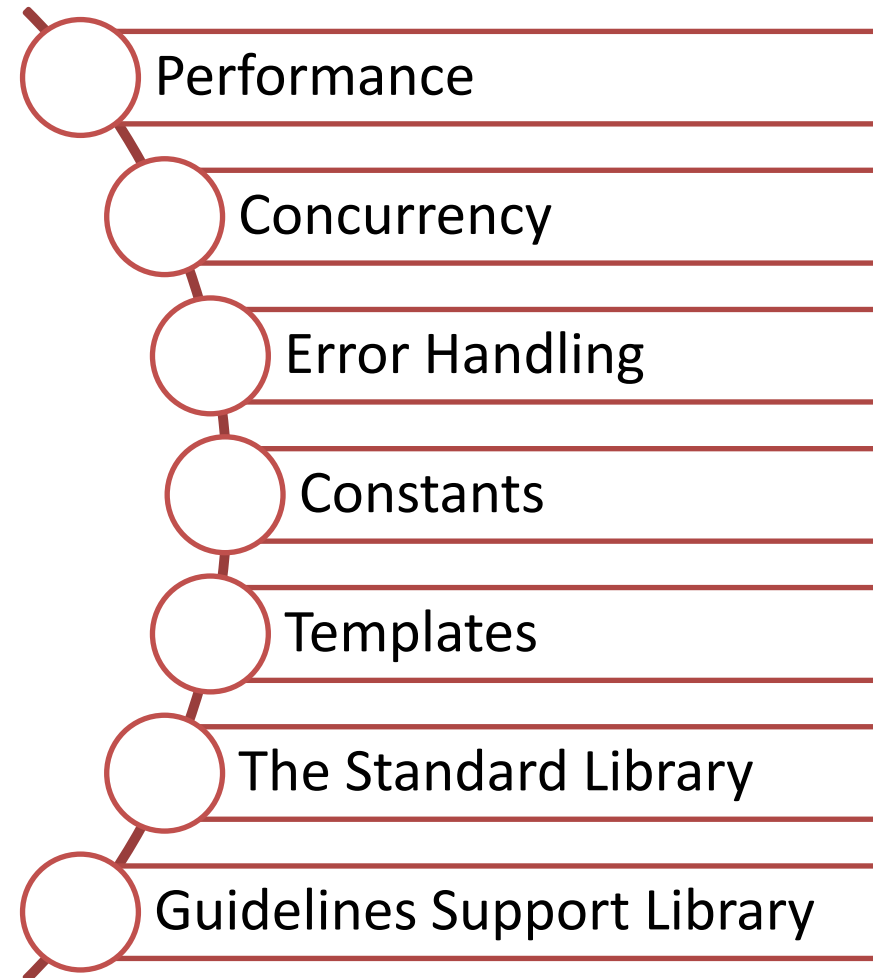 Performance
Concurrency
Error Handling
Constants
Templates
The Standard Library
Guidelines Support Library